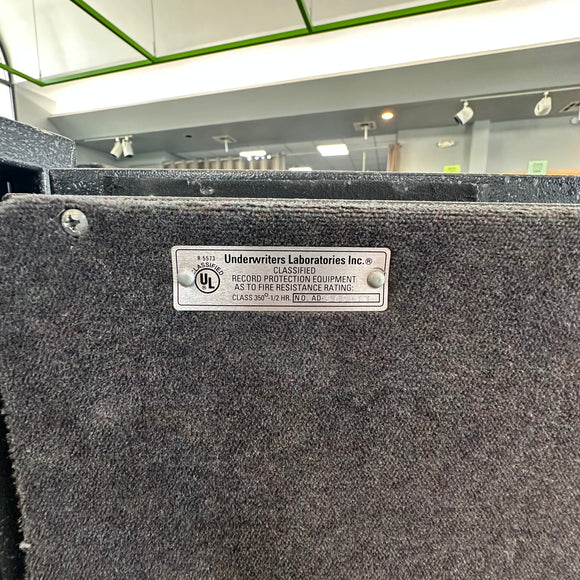 R 5573
CLASSIFIED
UL
Underwriters Laboratories Inc.®
CLASSIFIED
RECORD PROTECTION EQUIPMENT
AS TO FIRE RESISTANCE RATING:
CLASS 350°-1/2 HR. NO. AD-